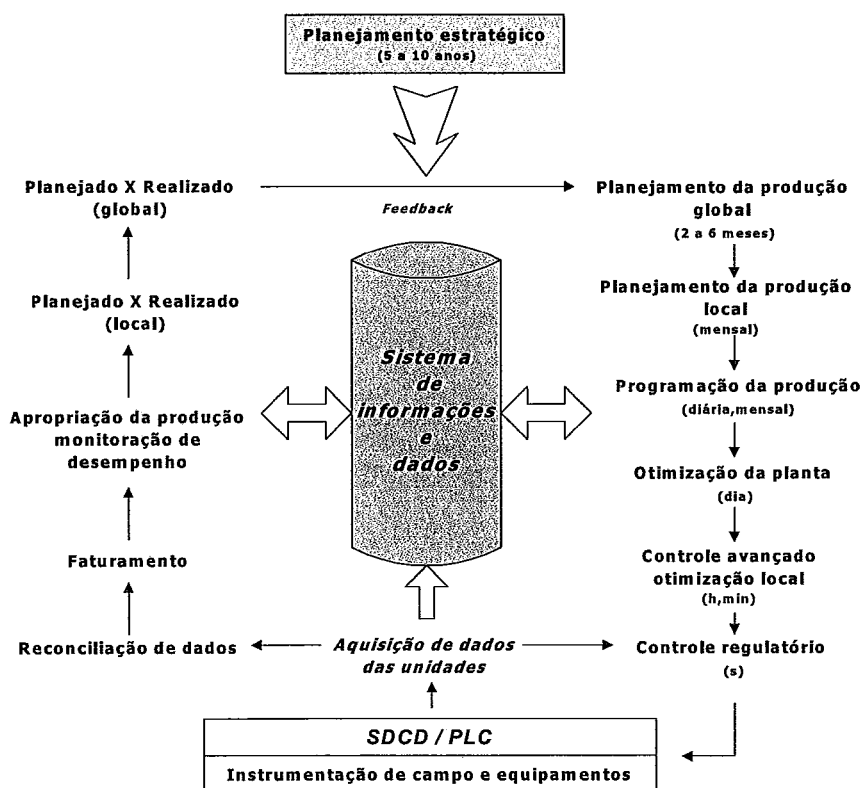 Planejamento estratégico
(5 a 10 anos)
Planejado X Realizado
(global)
Feedback
Planejamento da produção
global
(2 a 6 meses)
Planejado X Realizado
(local)
Planejamento da produção
local
(mensal)
Sistema
de
informações
e
dados
Apropriação da produção
monitoração de
desempenho
Programação da produção
(diária,mensal)
Otimização da planta
(dia)
Faturamento
Controle avançado
otimização local
(h,min)
Reconciliação de dados
Aquisição de dados
das unidades
Controle regulatório
(s)
SDCD / PLC
Instrumentação de campo e equipamentos